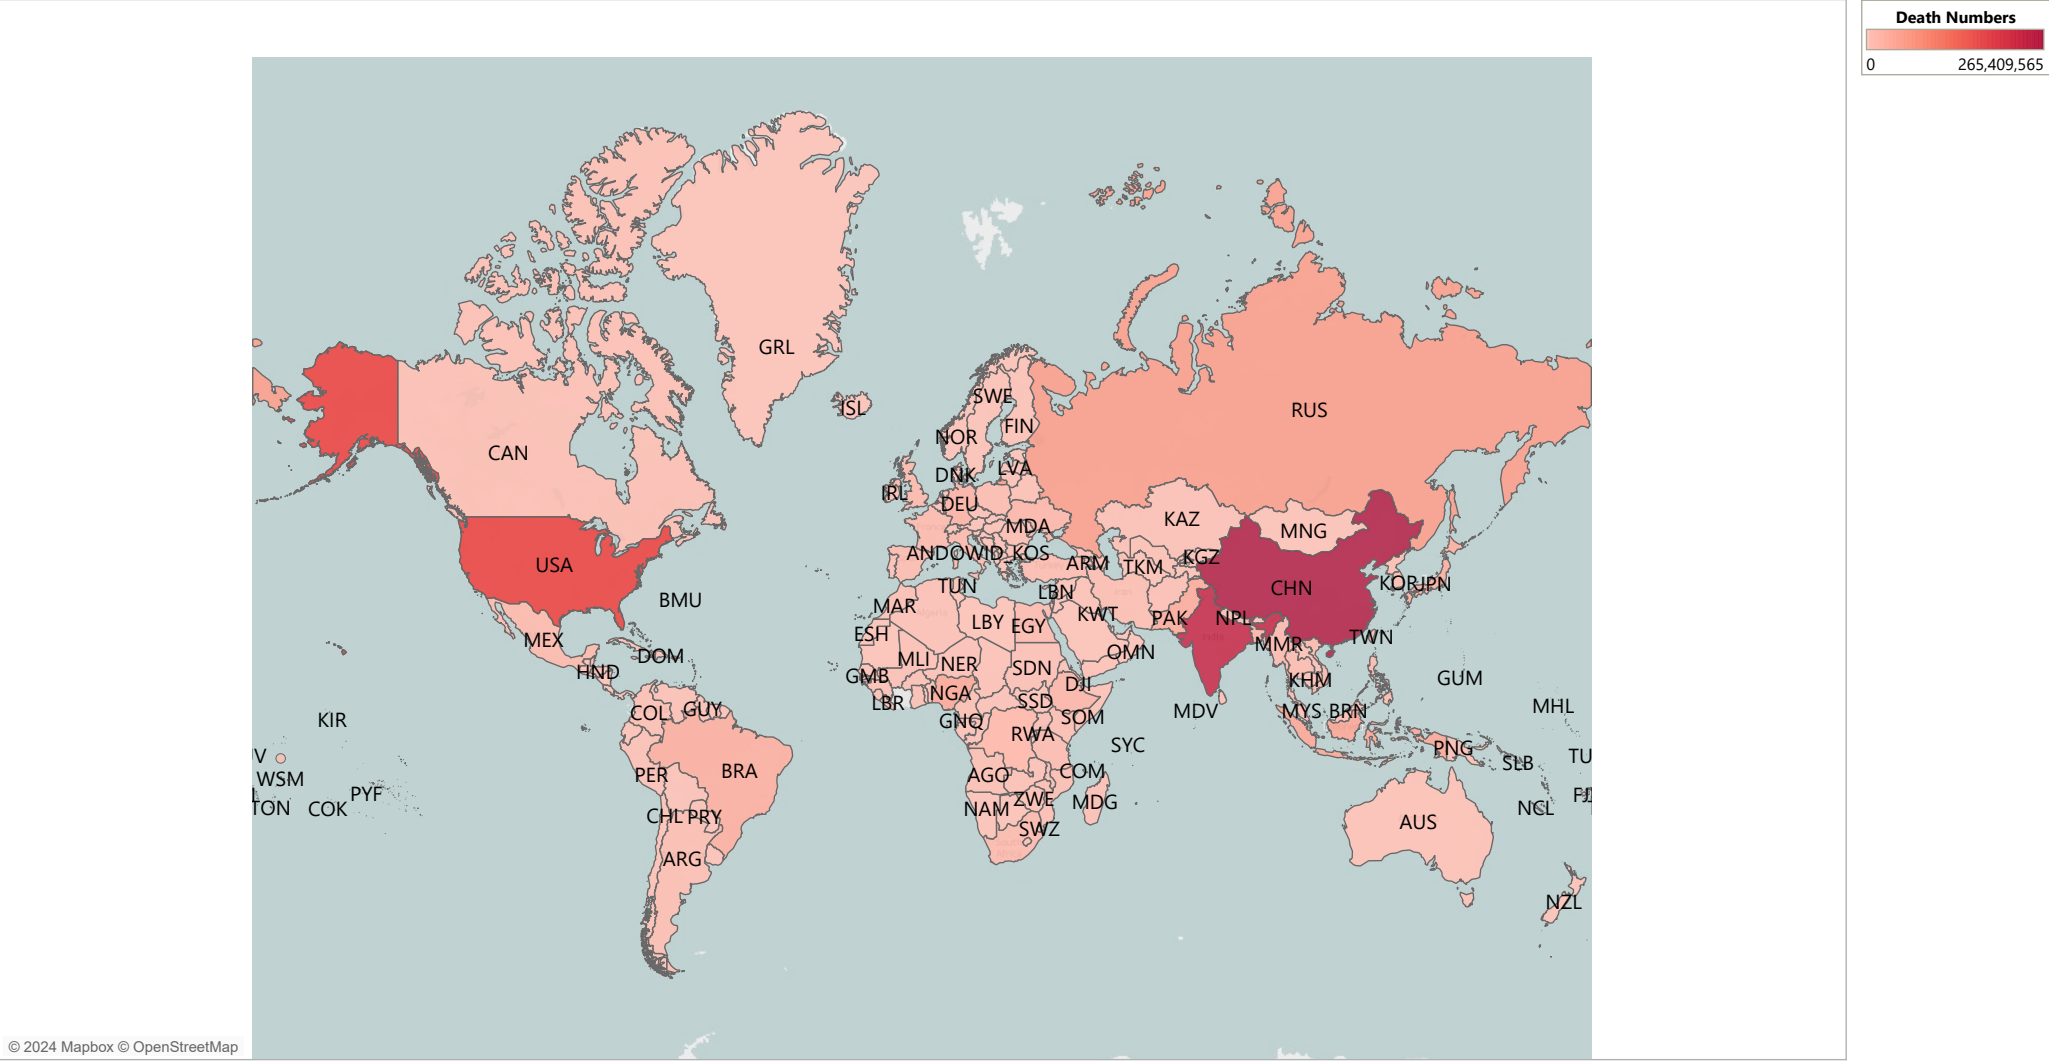 Death Numbers
0 265,409,565
GRL
ISL
SWE
FIN
NOR
RUS
CAN
DNK
LVA
IRL
DEU
KAZ
MDA
MNG
USA
AND
OWID_KOS
ARM
TKM
KGZ
CHN
KOR
JPN
TUN
LBN
BMU
MAR
KWT
PAK
NPL
India
LBY
EGY
ESH
MEX
TWN
MMR
OMN
DOM
MLI
NER
SDN
HND
GMB
KHM
GUM
DJI
NGA
SSD
LBR
COL
GUY
GNQ
SOM
MDV
MYS
BRN
MHL
KIR
RWA
SYC
PNG
V
TU
SLB
WSM
PER
BRA
AGO
COM
PYF
TON
COK
NAM
ZWE
MDG
NCL
FJ
CHL
PRY
SWZ
AUS
ARG
NZL
© 2024 Mapbox © OpenStreetMap